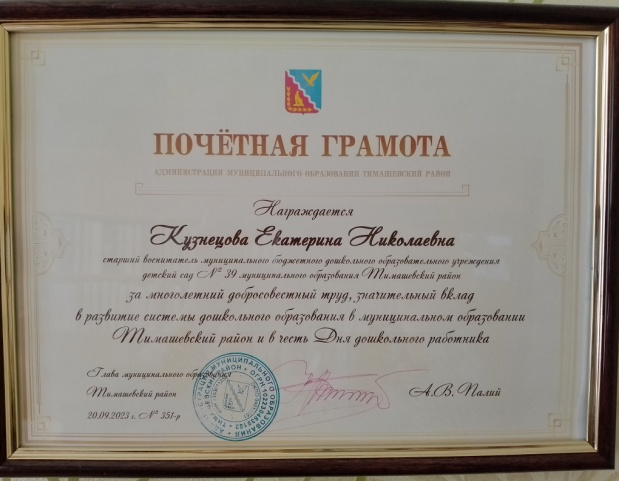 ПОЧЁТНАЯ ГРАМОТА
АДМИНИСТРАЦИЯ МУНИЦИПАЛЬНОГО ОБРАЗОВАНИЯ ТИМАШЕВСКИЙ РАЙОН
Награждается
Кузнецова Екатерина Николаевна
старший воспитатель муниципального бюджетного дошкольного образовательного учреждения
детский сад № 39 муниципального образования Тимашевский район
за многолетний добросовестный труд, значительный вклад
в развитие системы дошкольного образования в муниципальном образовании
Тимашевский район и в честь Дня дошкольного работника
Глава муниципального образования
Тимашевский район
А.В. Палий
20.09.2023 г. № 351-р